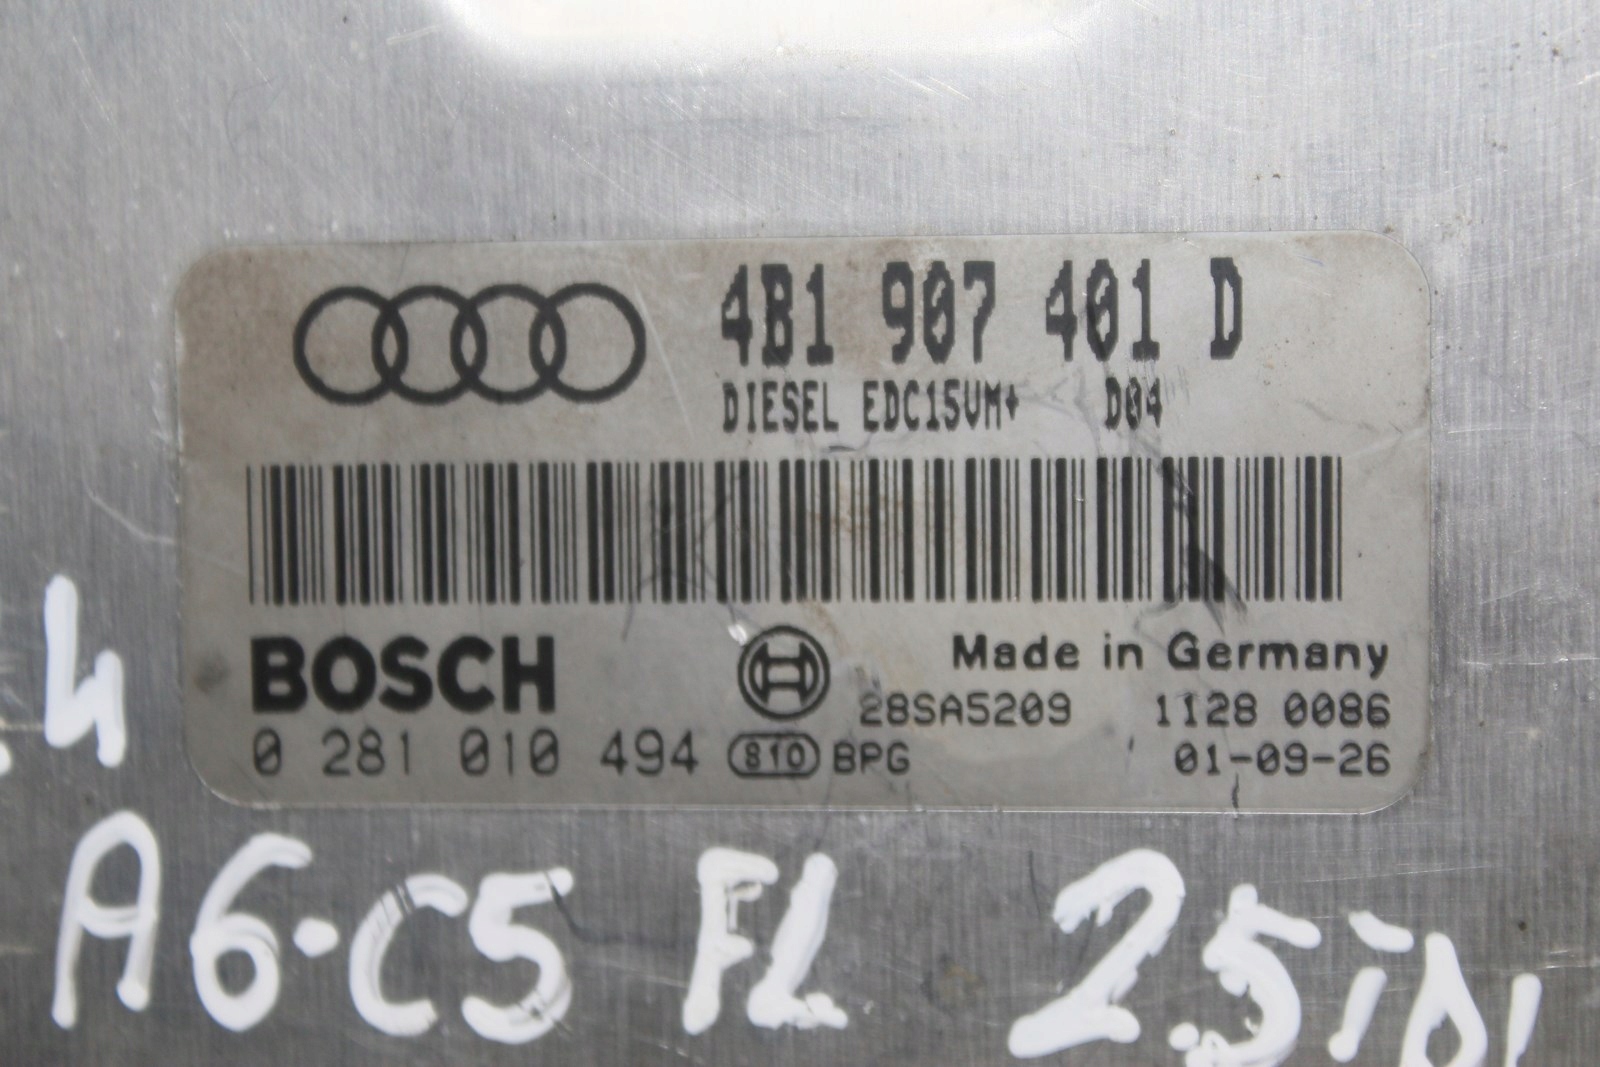 4B1 907 401 D
DIESEL EDC15VM+ D04
BOSCH
Made in Germany
28SA5209 1128 0086
0 281 010 494 810 BPG 01-09-26
A6·C5 FL 2.5TDI